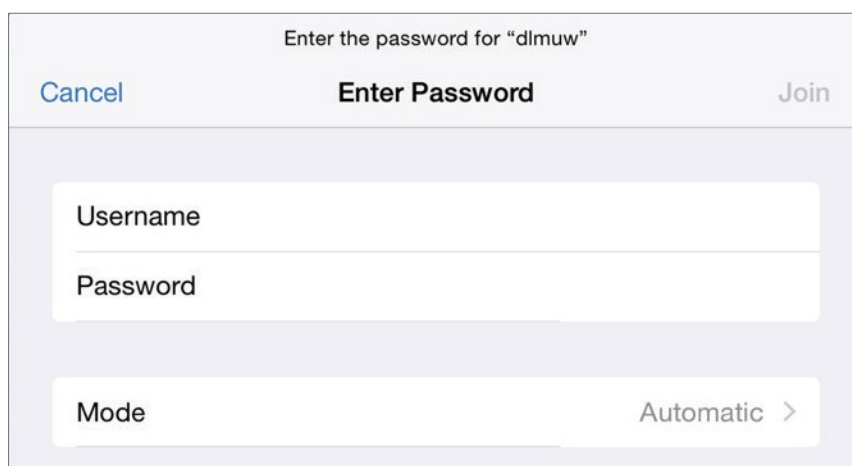 Enter the password for “dlmuw”
Cancel Enter Password Join
Username
Password
Mode Automatic >